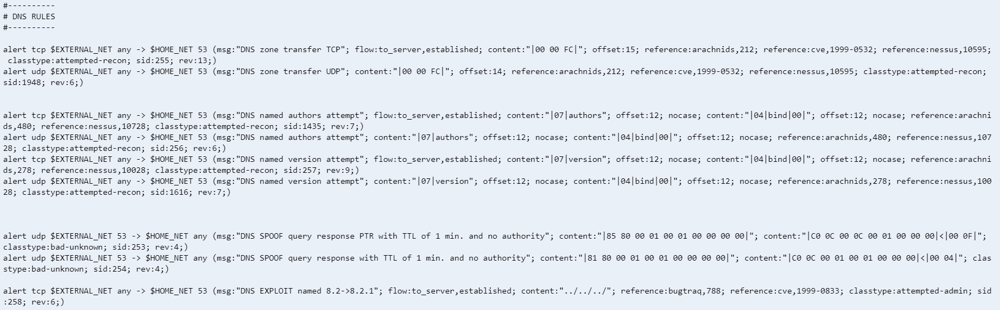 #----------
# DNS RULES
#----------
alert tcp $EXTERNAL_NET any -> $HOME_NET 53 (msg:"DNS zone transfer TCP"; flow:to_server,established; content:"|00 00 FC|"; offset:15; reference:arachnids,212; reference:cve,1999-0532; reference:nessus,10595;
 classtype:attempted-recon; sid:255; rev:13;)
alert udp $EXTERNAL_NET any -> $HOME_NET 53 (msg:"DNS zone transfer UDP"; content:"|00 00 FC|"; offset:14; reference:arachnids,212; reference:cve,1999-0532; reference:nessus,10595; classtype:attempted-recon;
sid:1948; rev:6;)
alert tcp $EXTERNAL_NET any -> $HOME_NET 53 (msg:"DNS named authors attempt"; flow:to_server,established; content:"|07|authors"; offset:12; nocase; content:"|04|bind|00|"; offset:12; nocase; reference:arachni
ds,480; reference:nessus,10728; classtype:attempted-recon; sid:1435; rev:7;)
alert udp $EXTERNAL_NET any -> $HOME_NET 53 (msg:"DNS named authors attempt"; content:"|07|authors"; offset:12; nocase; content:"|04|bind|00|"; offset:12; nocase; reference:arachnids,480; reference:nessus,107
28; classtype:attempted-recon; sid:256; rev:6;)
alert tcp $EXTERNAL_NET any -> $HOME_NET 53 (msg:"DNS named version attempt"; flow:to_server,established; content:"|07|version"; offset:12; nocase; content:"|04|bind|00|"; offset:12; nocase; reference:arachni
ds,278; reference:nessus,10028; classtype:attempted-recon; sid:257; rev:9;)
alert udp $EXTERNAL_NET any -> $HOME_NET 53 (msg:"DNS named version attempt"; content:"|07|version"; offset:12; nocase; content:"|04|bind|00|"; offset:12; nocase; reference:arachnids,278; reference:nessus,100
28; classtype:attempted-recon; sid:1616; rev:7;)
alert udp $EXTERNAL_NET 53 -> $HOME_NET any (msg:"DNS SPOOF query response PTR with TTL of 1 min. and no authority"; content:"|85 80 00 01 00 01 00 00 00 00|"; content:"|C0 0C 00 0C 00 01 00 00 00|<|00 0F|";
classtype:bad-unknown; sid:253; rev:4;)
alert udp $EXTERNAL_NET 53 -> $HOME_NET any (msg:"DNS SPOOF query response with TTL of 1 min. and no authority"; content:"|81 80 00 01 00 01 00 00 00 00|"; content:"|C0 0C 00 01 00 01 00 00 00|<|00 04|"; clas
stype:bad-unknown; sid:254; rev:4;)
alert tcp $EXTERNAL_NET any -> $HOME_NET 53 (msg:"DNS EXPLOIT named 8.2->8.2.1"; flow:to_server,established; content:"../../../"; reference:bugtraq,788; reference:cve,1999-0833; classtype:attempted-admin; sid
:258; rev:6;)